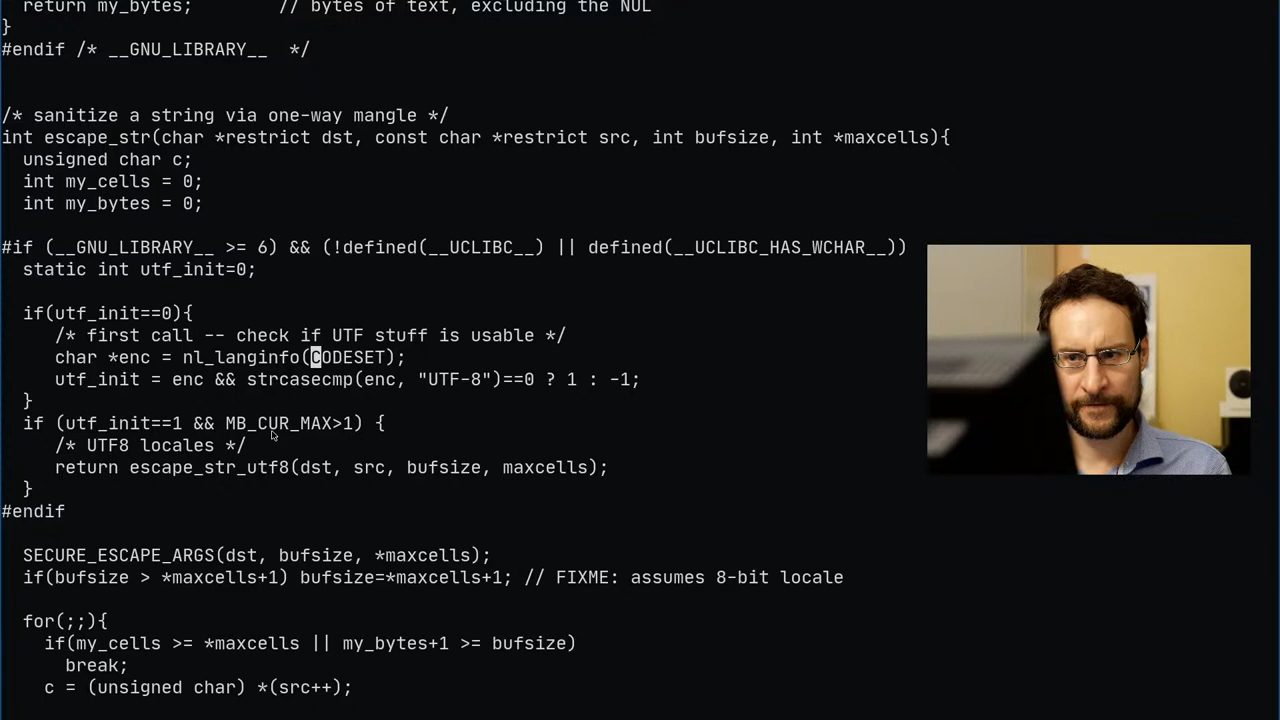 return my_bytes;        // bytes of text, excluding the NUL
}
#endif /* __GNU_LIBRARY__  */
/* sanitize a string via one-way mangle */
int escape_str(char *restrict dst, const char *restrict src, int bufsize, int *maxcells){
  unsigned char c;
  int my_cells = 0;
  int my_bytes = 0;
#if (__GNU_LIBRARY__ >= 6) && (!defined(__UCLIBC__) || defined(__UCLIBC_HAS_WCHAR__))
  static int utf_init=0;
  if(utf_init==0){
     /* first call -- check if UTF stuff is usable */
     char *enc = nl_langinfo(CODESET);
     utf_init = enc && strcasecmp(enc, "UTF-8")==0 ? 1 : -1;
  }
  if (utf_init==1 && MB_CUR_MAX>1) {
     /* UTF8 locales */
     return escape_str_utf8(dst, src, bufsize, maxcells);
  }
#endif
  SECURE_ESCAPE_ARGS(dst, bufsize, *maxcells);
  if(bufsize > *maxcells+1) bufsize=*maxcells+1; // FIXME: assumes 8-bit locale
  for(;;){
    if(my_cells >= *maxcells || my_bytes+1 >= bufsize)
      break;
    c = (unsigned char) *(src++);